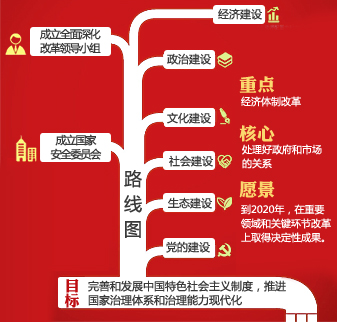 经济建设
成立全面深化
改革领导小组
政治建设
重点
经济体制改革
文化建设
核心
成立国家
安全委员会
处理好政府和市场
的关系
社会建设
路线图
愿景
生态建设
到2020年，在重要
领域和关键环节改革
上取得决定性成果。
党的建设
目标
完善和发展中国特色社会主义制度，推进
国家治理体系和治理能力现代化